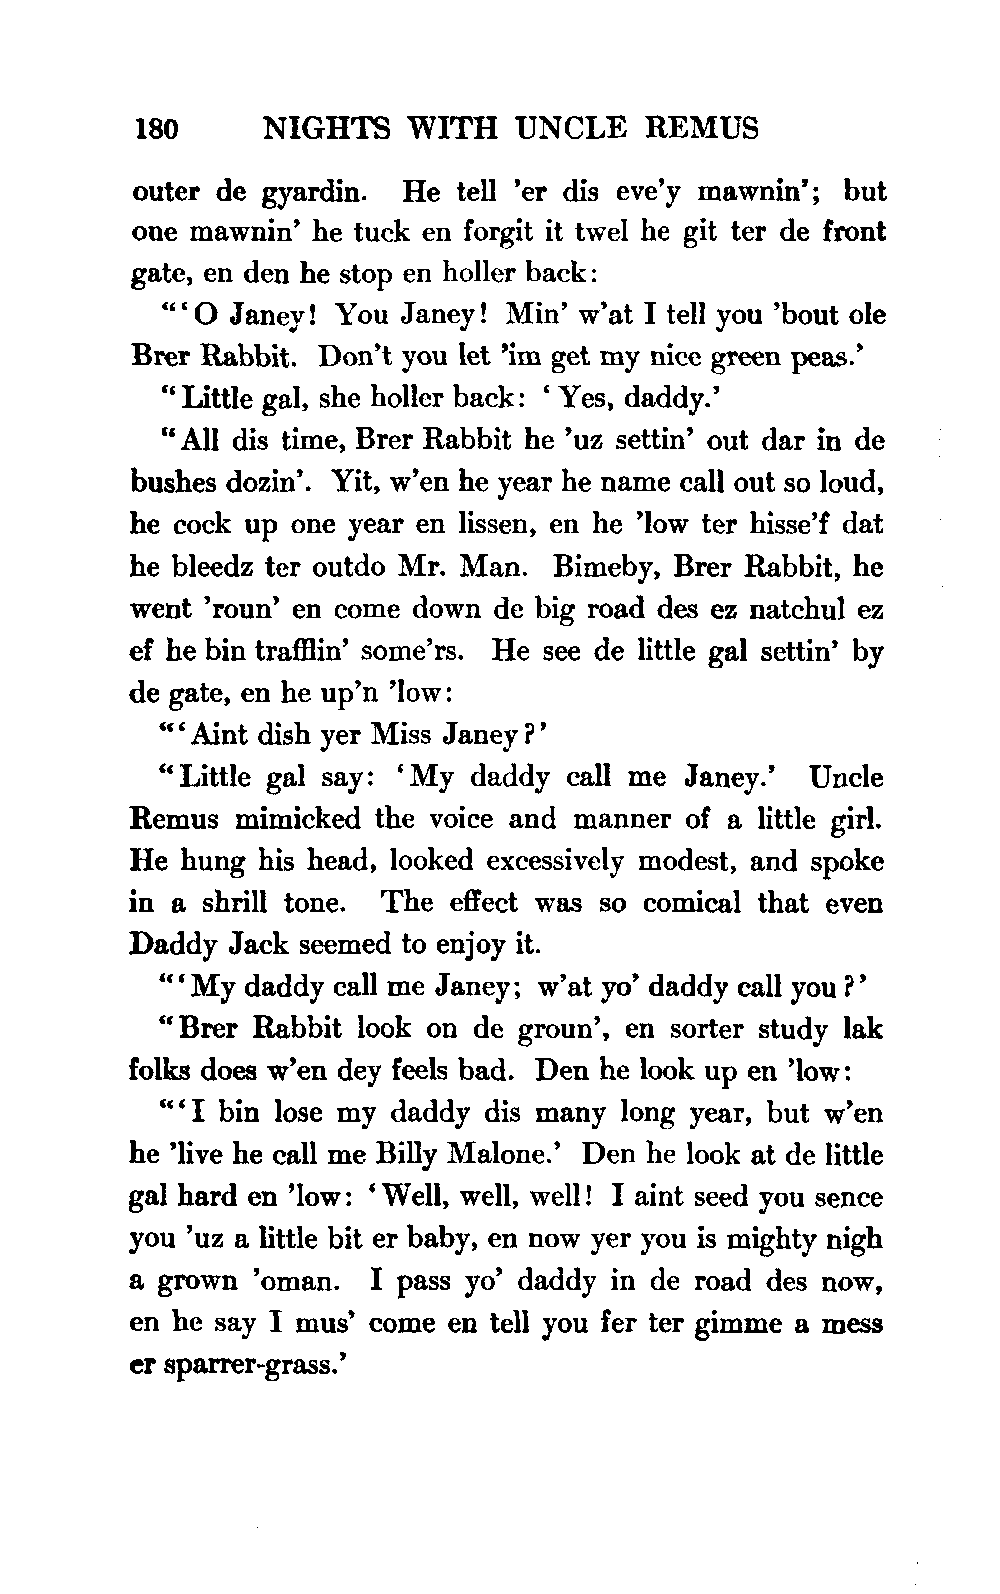 180 NIGHTS WITH UNCLE REMUS
outer de gyardin. He tell 'er dis eve'y mawnin'; but
one mawnin' he tuck en forgit it twel he git ter de front
gate, en den he stop en holler back:
"'O Janey! You Janey! Min' w'at I tell you 'bout ole
Brer Rabbit. Don't you let 'im get my nice green peas.'
"Little gal, she holler back: 'Yes, daddy.'
"All dis time, Brer Rabbit he 'uz settin' out dar in de
bushes dozin'. Yit, w'en he year he name call out so loud,
he cock up one year en lissen, en he 'low ter hisse'f dat
he bleedz ter outdo Mr. Man. Bimeby, Brer Rabbit, he
went 'roun' en come down de big road des ez natchul ez
ef he bin trafflin' some'rs. He see de little gal settin' by
de gate, en he up'n 'low:
"'Aint dish yer Miss Janey?'
"Little gal say: 'My daddy call me Janey.' Uncle
Remus mimicked the voice and manner of a little girl.
He hung his head, looked excessively modest, and spoke
in a shrill tone. The effect was so comical that even
Daddy Jack seemed to enjoy it.
"'My daddy call me Janey; w'at yo' daddy call you?'
"Brer Rabbit look on de groun', en sorter study lak
folks does w'en dey feels bad. Den he look up en 'low:
"'I bin lose my daddy dis many long year, but w'en
he 'live he call me Billy Malone.' Den he look at de little
gal hard en 'low: 'Well, well, well! I aint seed you sence
you 'uz a little bit er baby, en now yer you is mighty nigh
a grown 'oman. I pass yo' daddy in de road des now,
en he say I mus' come en tell you fer ter gimme a mess
er sparrer-grass.'